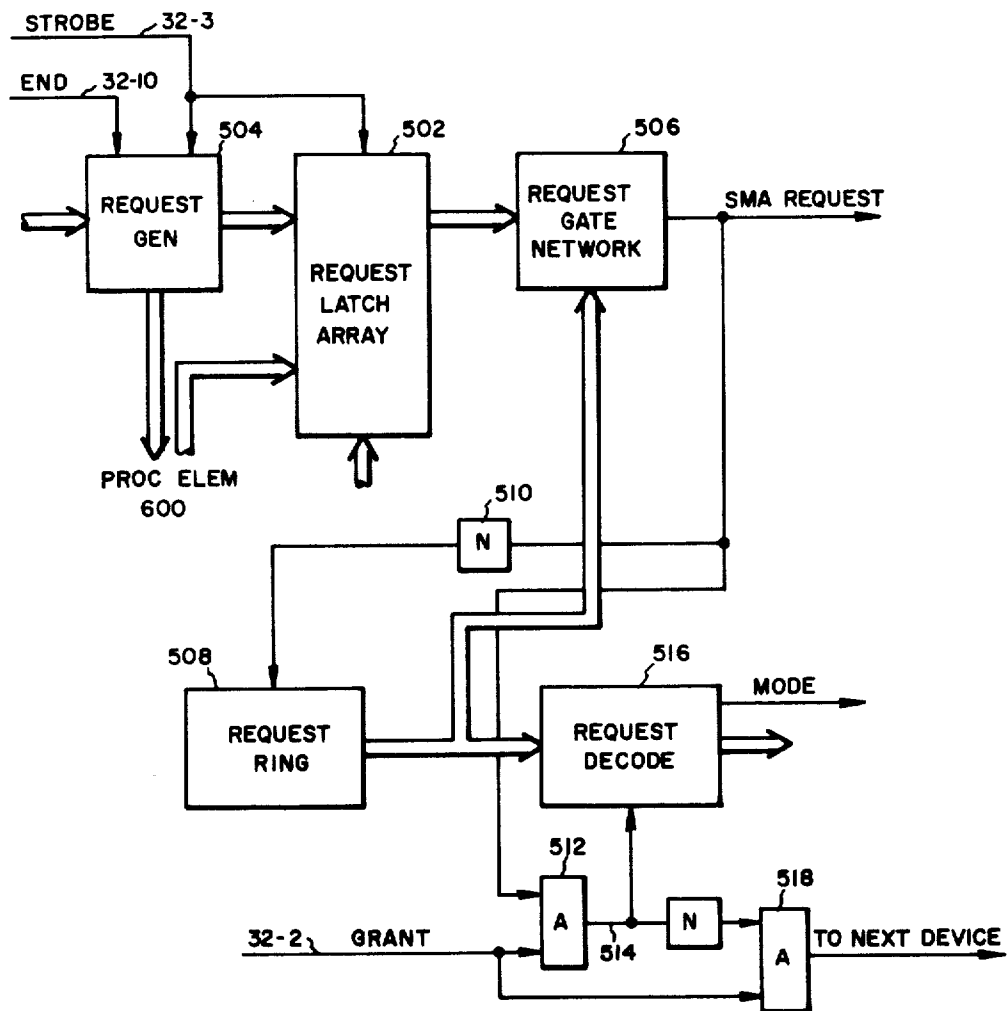 STROBE 32-3
END 32-10
504
REQUEST
GEN
502
REQUEST
LATCH
ARRAY
506
REQUEST
GATE
NETWORK
SMA REQUEST
PROC ELEM
600
510
N
508
REQUEST
RING
516
REQUEST
DECODE
MODE
512
A
514
N
518
A
32-2 GRANT
TO NEXT DEVICE